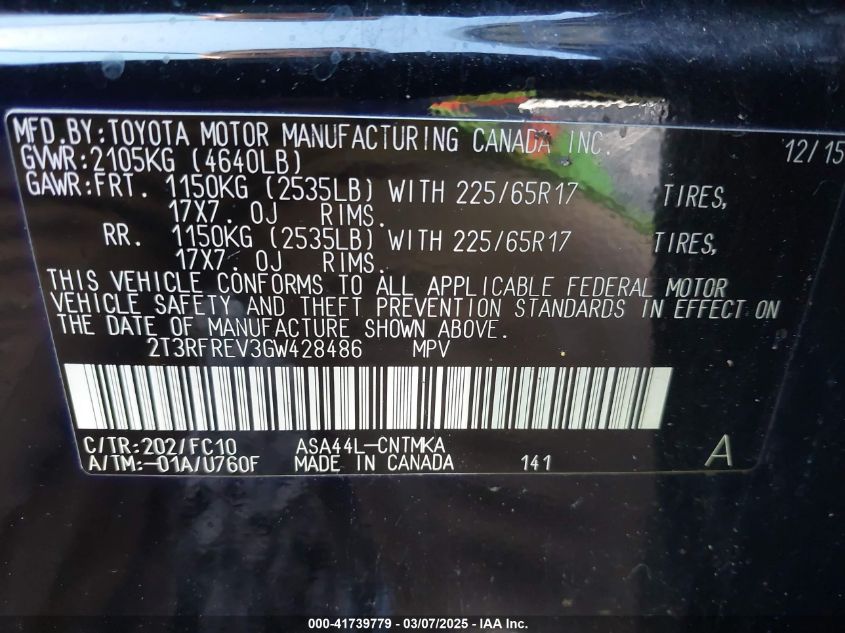 MFD.BY:TOYOTA MOTOR MANUFACTURING CANADA INC. 12/15
GVWR:2105KG (4640LB)
GAWR:FRT. 1150KG (2535LB) WITH 225/65R17 TIRES,
17X7.0J RIMS.
RR. 1150KG (2535LB) WITH 225/65R17 TIRES,
17X7.0J RIMS.
THIS VEHICLE CONFORMS TO ALL APPLICABLE FEDERAL MOTOR
VEHICLE SAFETY AND THEFT PREVENTION STANDARDS IN EFFECT ON
THE DATE OF MANUFACTURE SHOWN ABOVE.
2T3RFREV3GW428486 MPV
C/TR:202/FC10 ASA44L-CNTMKA
A/TM:-01A/U760F MADE IN CANADA 141 A
000-41739779 - 03/07/2025 - IAA Inc.